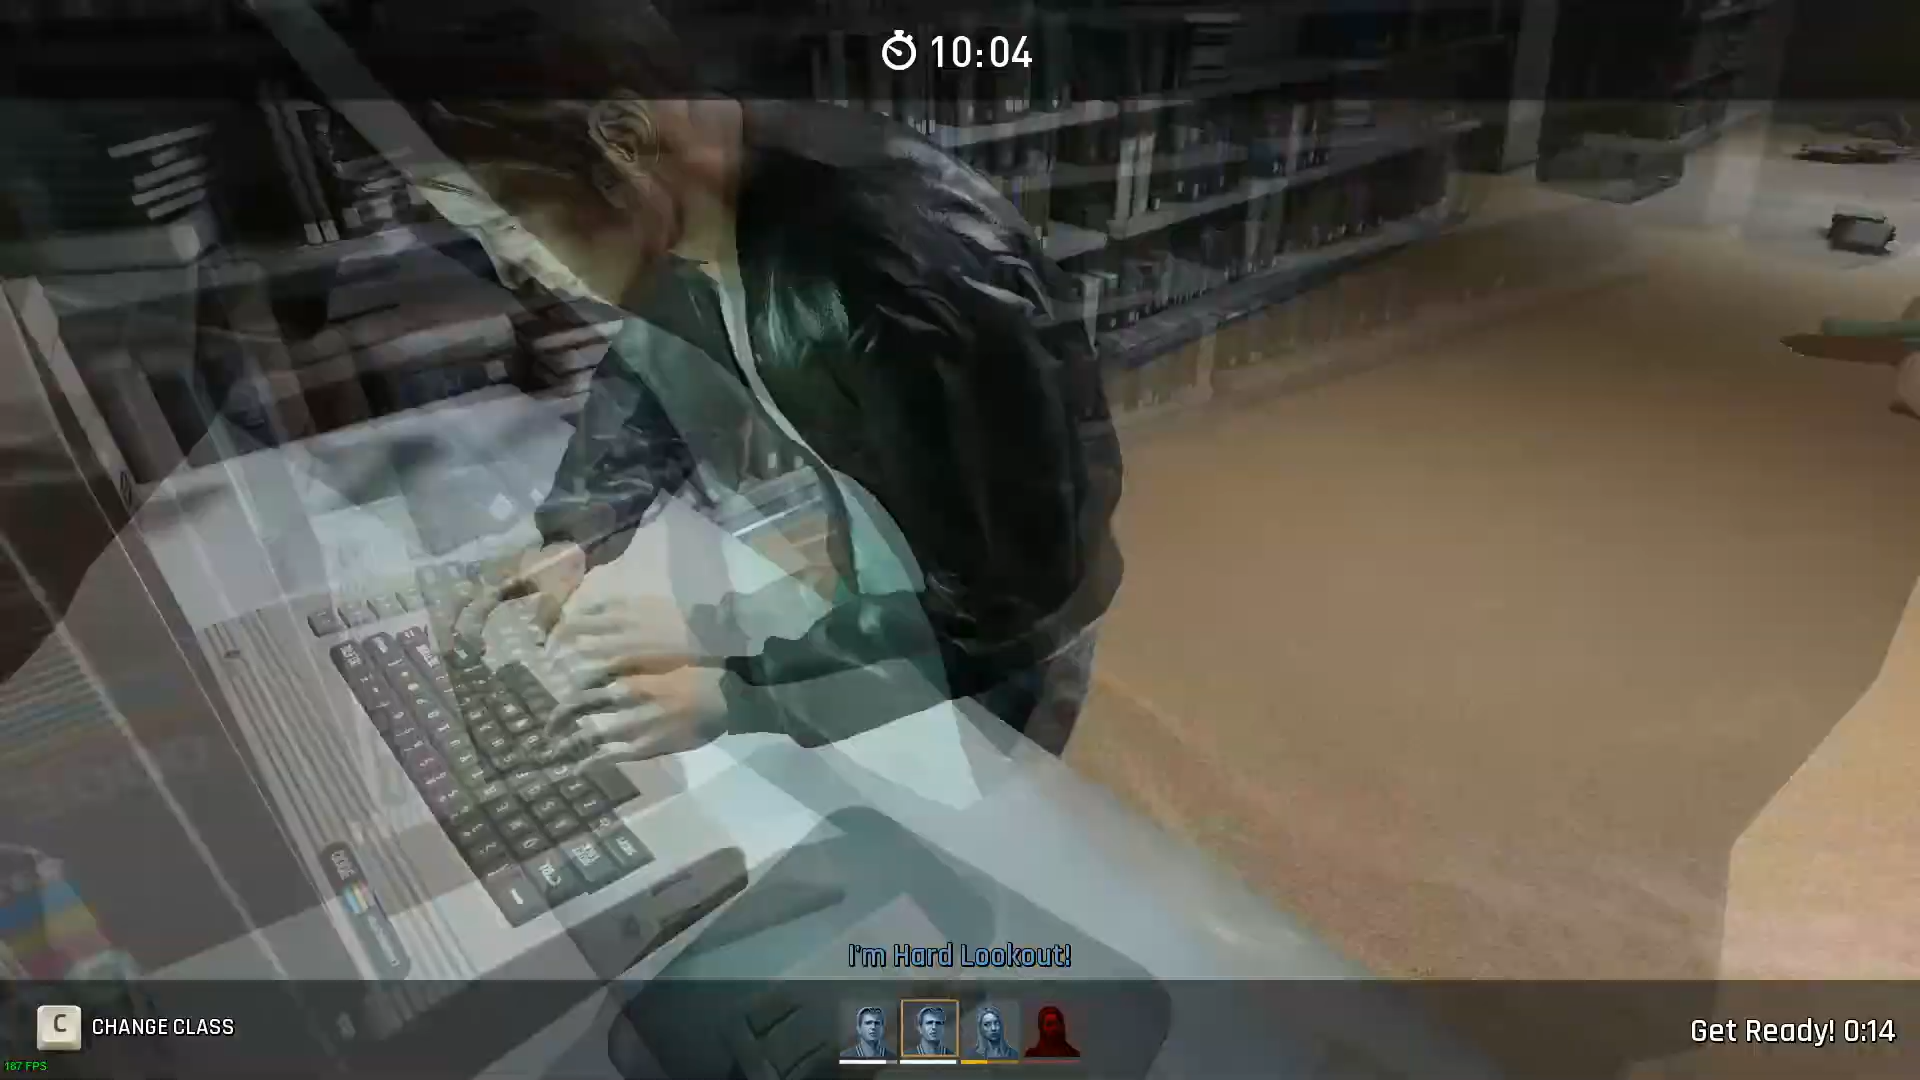 10:04
I'm Hard Lookout!
C CHANGE CLASS
Get Ready! 0:14
187 FPS